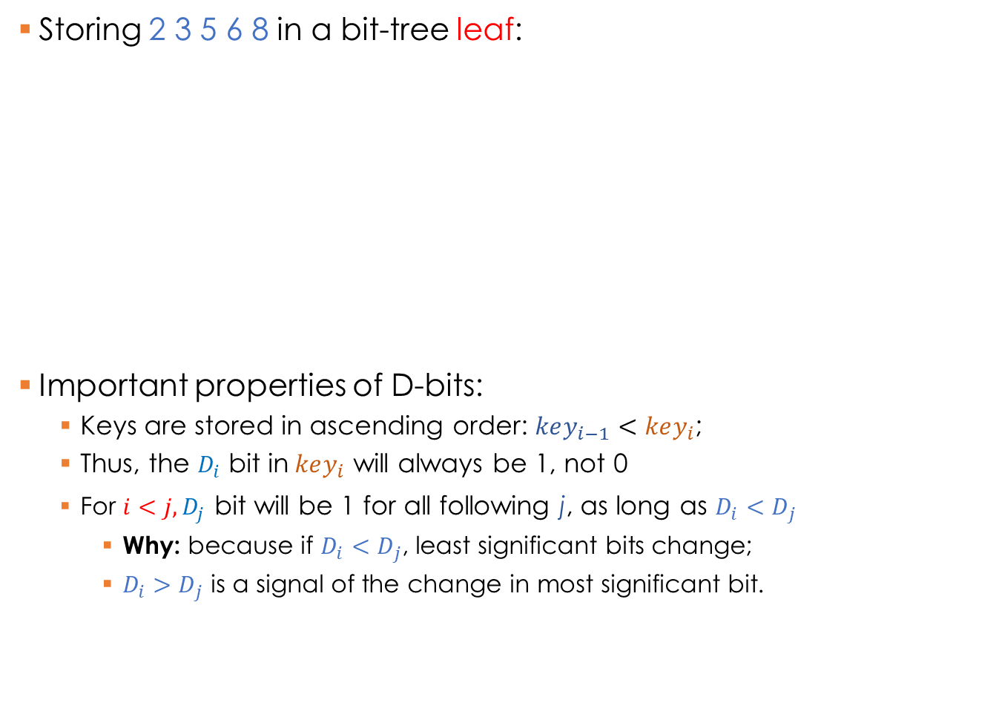 ▪ Storing 2 3 5 6 8 in a bit-tree leaf:
▪ Important properties of D-bits:
▪ Keys are stored in ascending order: $key_{i-1} < key_i$;
▪ Thus, the $D_i$ bit in $key_i$ will always be 1, not 0
▪ For $i < j$, $D_j$ bit will be 1 for all following $j$, as long as $D_i < D_j$
▪ Why: because if $D_i < D_j$, least significant bits change;
▪ $D_i > D_j$ is a signal of the change in most significant bit.